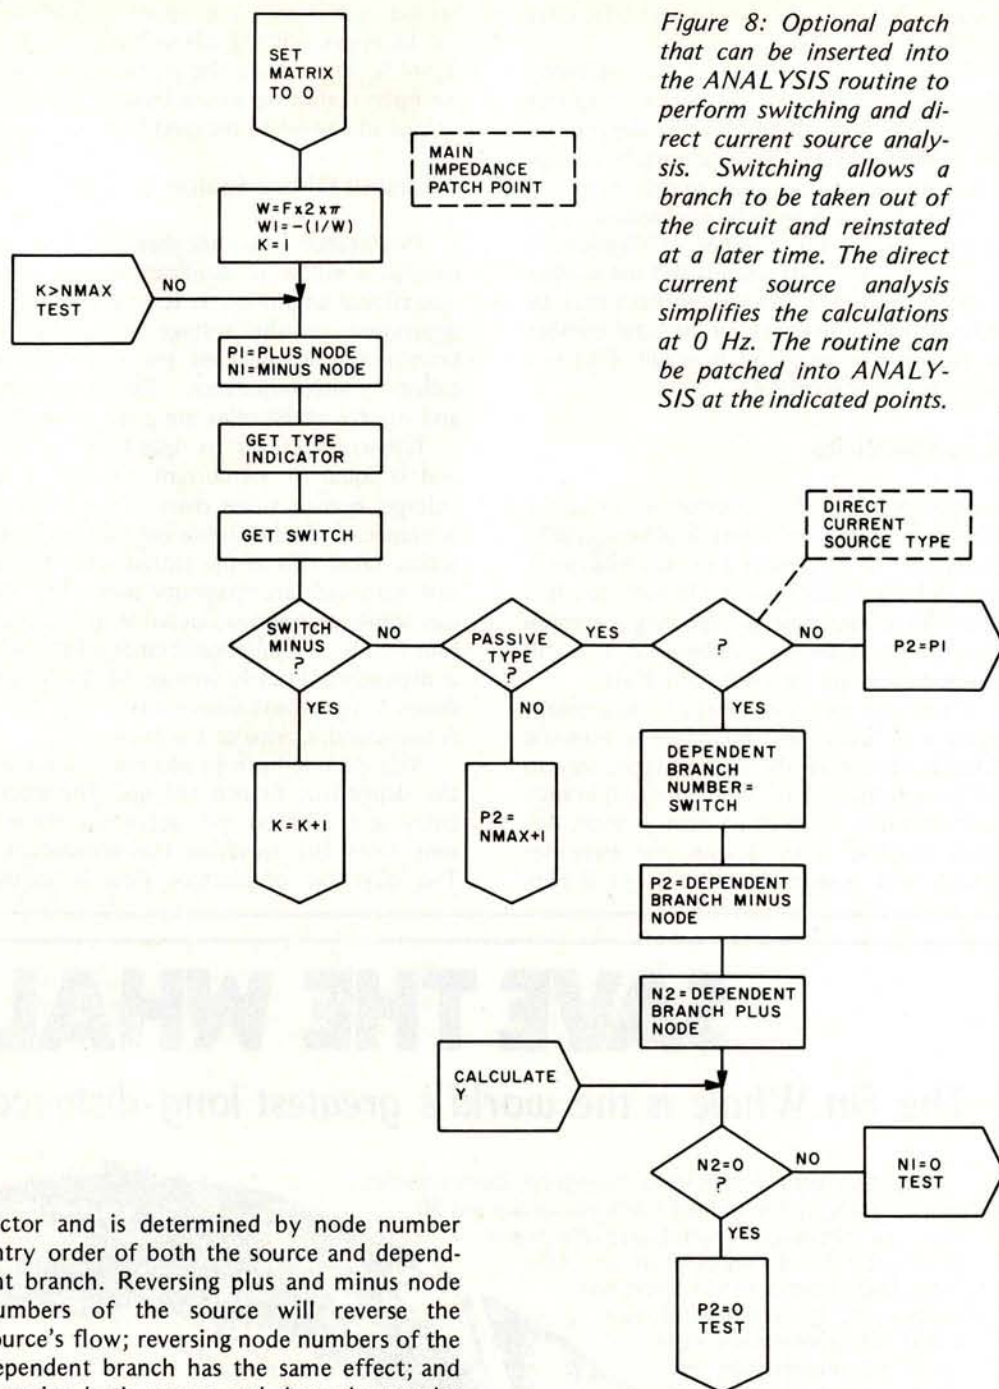 Figure 8: Optional patch
that can be inserted into
the ANALYSIS routine to
perform switching and di-
rect current source analy-
sis. Switching allows a
branch to be taken out of
the circuit and reinstated
at a later time. The direct
current source analysis
simplifies the calculations
at 0 Hz. The routine can
be patched into ANALY-
SIS at the indicated points.
SET
MATRIX
TO 0
MAIN
IMPEDANCE
PATCH POINT
W=Fx2xπ
W1=-(1/W)
K=1
K>NMAX
TEST
NO
P1=PLUS NODE
N1=MINUS NODE
GET TYPE
INDICATOR
GET SWITCH
DIRECT
CURRENT
SOURCE TYPE
SWITCH
MINUS
?
NO
PASSIVE
TYPE
?
YES
?
NO
P2=P1
YES
NO
YES
K=K+1
P2=
NMAX+1
DEPENDENT
BRANCH
NUMBER=
SWITCH
P2=DEPENDENT
BRANCH MINUS
NODE
N2=DEPENDENT
BRANCH PLUS
NODE
CALCULATE
Y
N2=0
?
NO
N1=0
TEST
YES
P2=0
TEST
ctor and is determined by node number
ntry order of both the source and depend-
nt branch. Reversing plus and minus node
umbers of the source will reverse the
ource's flow; reversing node numbers of the
ependent branch has the same effect; and